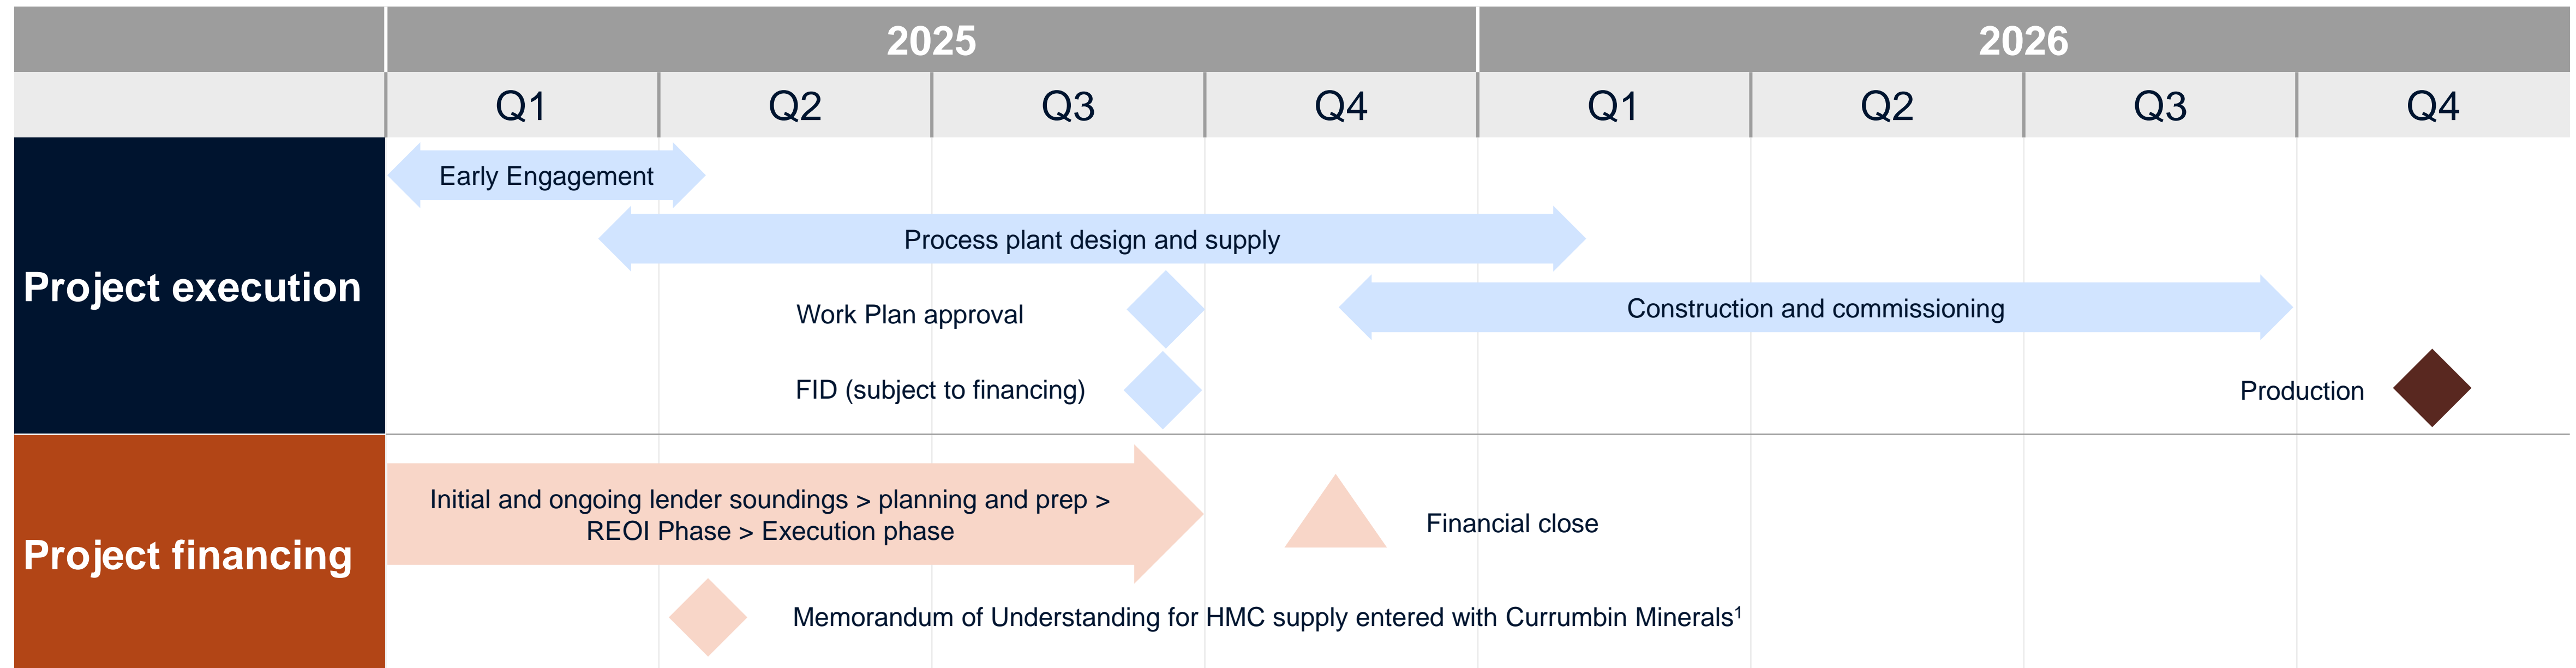 2025
2026
Q1
Q2
Q3
Q4
Q1
Q2
Q3
Q4
Project execution
Early Engagement
Process plant design and supply
Work Plan approval
Construction and commissioning
FID (subject to financing)
Production
Project financing
Initial and ongoing lender soundings > planning and prep >
REOI Phase > Execution phase
Financial close
Memorandum of Understanding for HMC supply entered with Currumbin Minerals¹